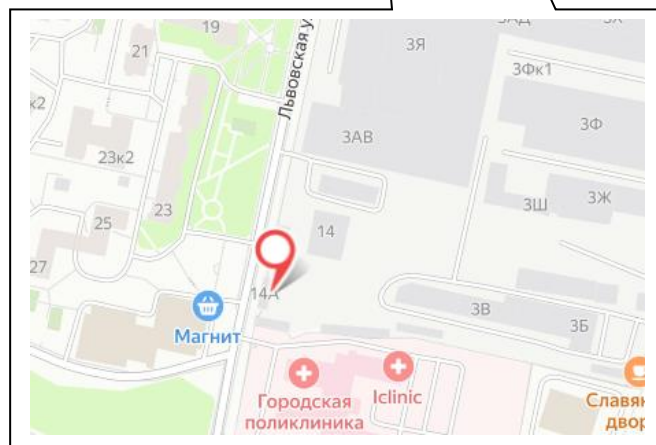 19
3АД
3Я
21
Львовская у
3Фк1
к2
3Ф
3АВ
23к2
3Ш
3Ж
23
25
14
27
14А
3В
3Б
Магнит
Городская
поликлиника
Iclinic
Славян
двор